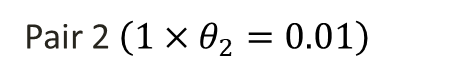 Pair 2 (1 × θ₂ = 0.01)